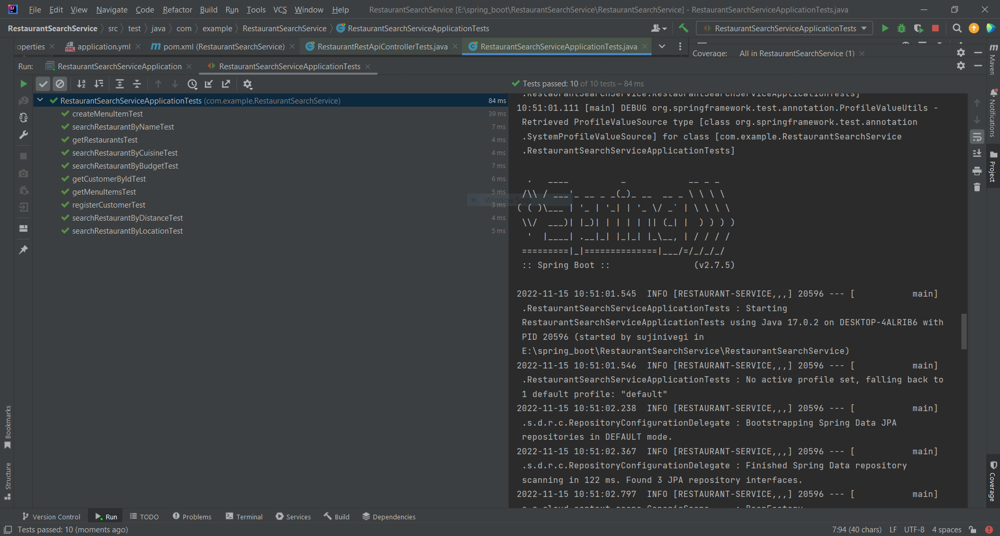 File Edit View Navigate Code Refactor Build Run Tools VCS Window Help RestaurantSearchService [E:\spring_boot\RestaurantSearchService\RestaurantSearchService] - RestaurantSearchServiceApplicationTests.java
RestaurantSearchService src test java com example RestaurantSearchService RestaurantSearchServiceApplicationTests RestaurantSearchServiceApplicationTests
roperties application.yml pom.xml (RestaurantSearchService) RestaurantRestApiControllerTests.java RestaurantSearchServiceApplicationTests.java
Coverage: All in RestaurantSearchService (1)
Run: RestaurantSearchServiceApplication RestaurantSearchServiceApplicationTests
Tests passed: 10 of 10 tests – 84 ms
RestaurantSearchServiceApplicationTests (com.example.RestaurantSearchService) 84 ms
createMenuItemTest 39 ms
searchRestaurantByNameTest 7 ms
getRestaurantsTest 4 ms
searchRestaurantByCuisineTest 4 ms
searchRestaurantByBudgetTest 7 ms
getCustomerByIdTest 6 ms
getMenuItemsTest 5 ms
registerCustomerTest 3 ms
searchRestaurantByDistanceTest 4 ms
searchRestaurantByLocationTest 5 ms
Window Snip
.RestaurantSearchService.RestaurantSearchServiceApplicationTests]
10:51:01.111 [main] DEBUG org.springframework.test.annotation.ProfileValueUtils -
Retrieved ProfileValueSource type [class org.springframework.test.annotation
.SystemProfileValueSource] for class [com.example.RestaurantSearchService
.RestaurantSearchServiceApplicationTests]
  .   ____          _            __ _ _
 /\\ / ___'_ __ _ _(_)_ __  __ _ \ \ \ \
( ( )\___ | '_ | '_| | '_ \/ _` | \ \ \ \
 \\/  ___)| |_)| | | | | || (_| |  ) ) ) )
  '  |____| .__|_| |_|_| |_\__, | / / / /
 =========|_|==============|___/=/_/_/_/
:: Spring Boot :: (v2.7.5)
2022-11-15 10:51:01.545  INFO [RESTAURANT-SERVICE,,,] 20596 --- [           main]
.RestaurantSearchServiceApplicationTests : Starting
RestaurantSearchServiceApplicationTests using Java 17.0.2 on DESKTOP-4ALRIB6 with
PID 20596 (started by sujinivegi in
E:\spring_boot\RestaurantSearchService\RestaurantSearchService)
2022-11-15 10:51:01.546  INFO [RESTAURANT-SERVICE,,,] 20596 --- [           main]
.RestaurantSearchServiceApplicationTests : No active profile set, falling back to
1 default profile: "default"
2022-11-15 10:51:02.238  INFO [RESTAURANT-SERVICE,,,] 20596 --- [           main]
.s.d.r.c.RepositoryConfigurationDelegate : Bootstrapping Spring Data JPA
repositories in DEFAULT mode.
2022-11-15 10:51:02.367  INFO [RESTAURANT-SERVICE,,,] 20596 --- [           main]
.s.d.r.c.RepositoryConfigurationDelegate : Finished Spring Data repository
scanning in 122 ms. Found 3 JPA repository interfaces.
2022-11-15 10:51:02.797  INFO [RESTAURANT-SERVICE,,,] 20596 --- [           main]
Maven
Notifications
Project
Coverage
Bookmarks
Structure
Version Control Run TODO Problems Terminal Services Build Dependencies
Tests passed: 10 (moments ago) 7:94 (40 chars) LF UTF-8 4 spaces